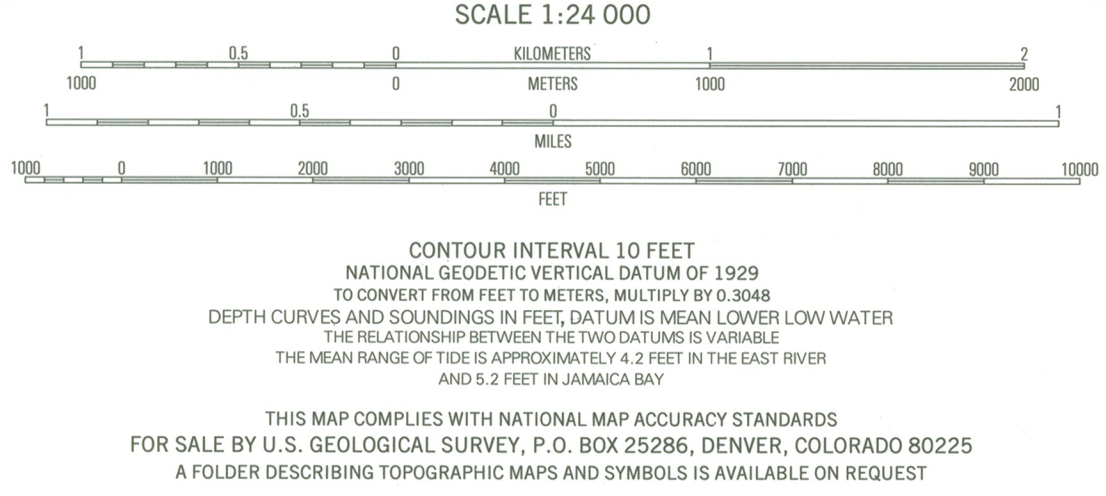 SCALE 1:24 000
1 0.5 0 KILOMETERS 1 2
1000 0 METERS 1000 2000
1 0.5 0 1
MILES
1000 0 1000 2000 3000 4000 5000 6000 7000 8000 9000 10000
FEET
CONTOUR INTERVAL 10 FEET
NATIONAL GEODETIC VERTICAL DATUM OF 1929
TO CONVERT FROM FEET TO METERS, MULTIPLY BY 0.3048
DEPTH CURVES AND SOUNDINGS IN FEET, DATUM IS MEAN LOWER LOW WATER
THE RELATIONSHIP BETWEEN THE TWO DATUMS IS VARIABLE
THE MEAN RANGE OF TIDE IS APPROXIMATELY 4.2 FEET IN THE EAST RIVER
AND 5.2 FEET IN JAMAICA BAY
THIS MAP COMPLIES WITH NATIONAL MAP ACCURACY STANDARDS
FOR SALE BY U.S. GEOLOGICAL SURVEY, P.O. BOX 25286, DENVER, COLORADO 80225
A FOLDER DESCRIBING TOPOGRAPHIC MAPS AND SYMBOLS IS AVAILABLE ON REQUEST